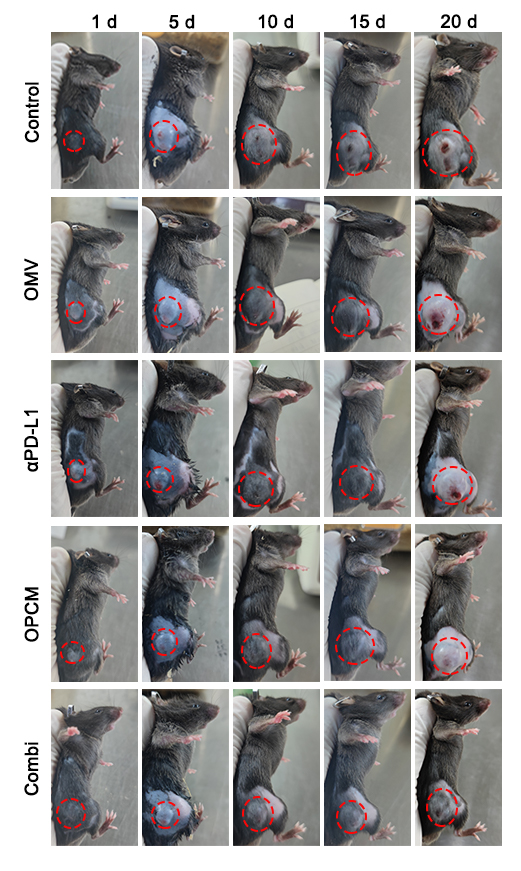 1 d 5 d 10 d 15 d 20 d
Control
OMV
αPD-L1
OPCM
Combi